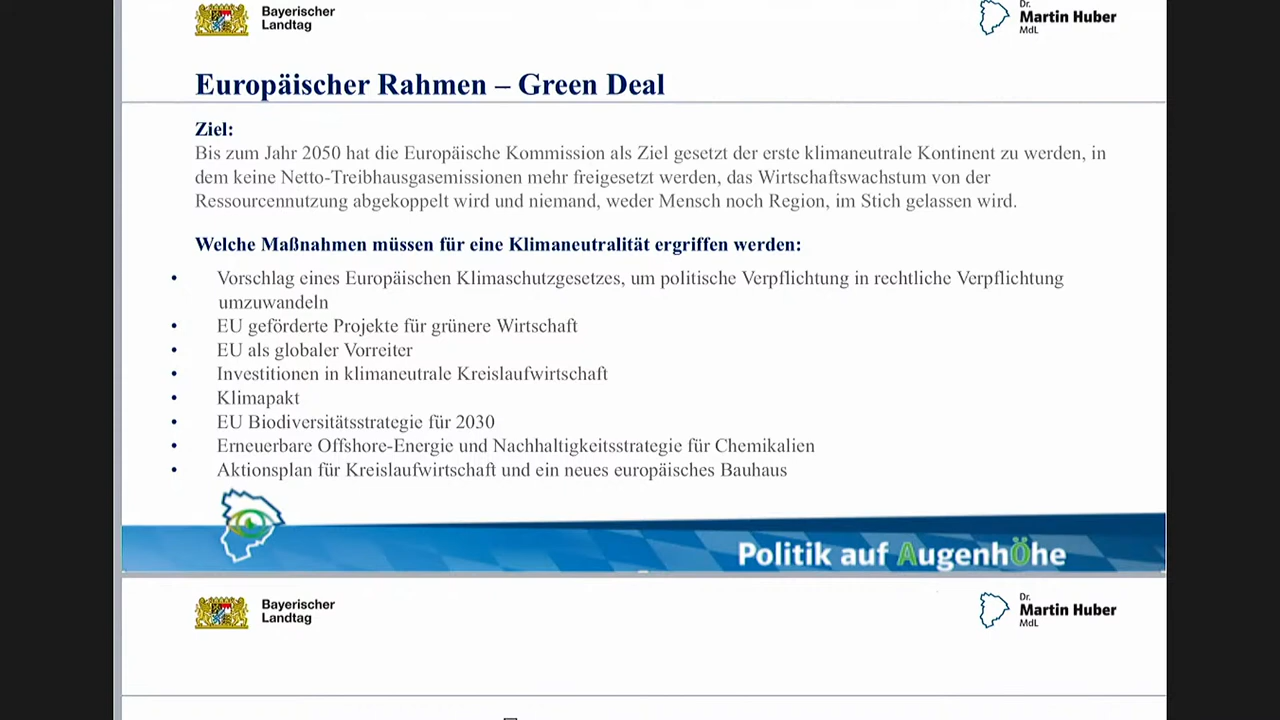 Bayerischer
Landtag
Dr.
Martin Huber
MdL
Europäischer Rahmen – Green Deal
Ziel:
Bis zum Jahr 2050 hat die Europäische Kommission als Ziel gesetzt der erste klimaneutrale Kontinent zu werden, in
dem keine Netto-Treibhausgasemissionen mehr freigesetzt werden, das Wirtschaftswachstum von der
Ressourcennutzung abgekoppelt wird und niemand, weder Mensch noch Region, im Stich gelassen wird.
Welche Maßnahmen müssen für eine Klimaneutralität ergriffen werden:
• Vorschlag eines Europäischen Klimaschutzgesetzes, um politische Verpflichtung in rechtliche Verpflichtung
umzuwandeln
• EU geförderte Projekte für grünere Wirtschaft
• EU als globaler Vorreiter
• Investitionen in klimaneutrale Kreislaufwirtschaft
• Klimapakt
• EU Biodiversitätsstrategie für 2030
• Erneuerbare Offshore-Energie und Nachhaltigkeitsstrategie für Chemikalien
• Aktionsplan für Kreislaufwirtschaft und ein neues europäisches Bauhaus
Politik auf AugenhÖhe
Bayerischer
Landtag
Dr.
Martin Huber
MdL